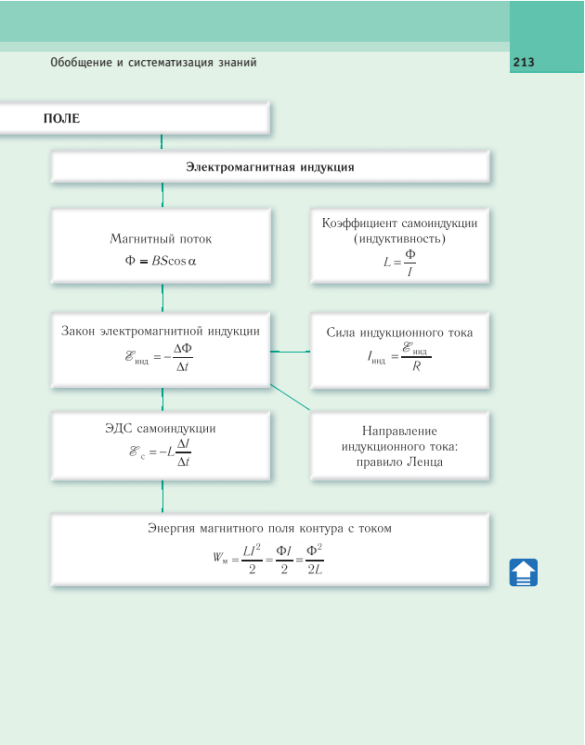 Обобщение и систематизация знаний 213
ПОЛЕ
Электромагнитная индукция
Магнитный поток
Φ = BScos α
Коэффициент самоиндукции
(индуктивность)
L = Φ/I
Закон электромагнитной индукции
ℰинд = −ΔΦ/Δt
Сила индукционного тока
Iинд = ℰинд/R
ЭДС самоиндукции
ℰс = −L ΔI/Δt
Направление
индукционного тока:
правило Ленца
Энергия магнитного поля контура с током
Wм = LI²/2 = ΦI/2 = Φ²/2L